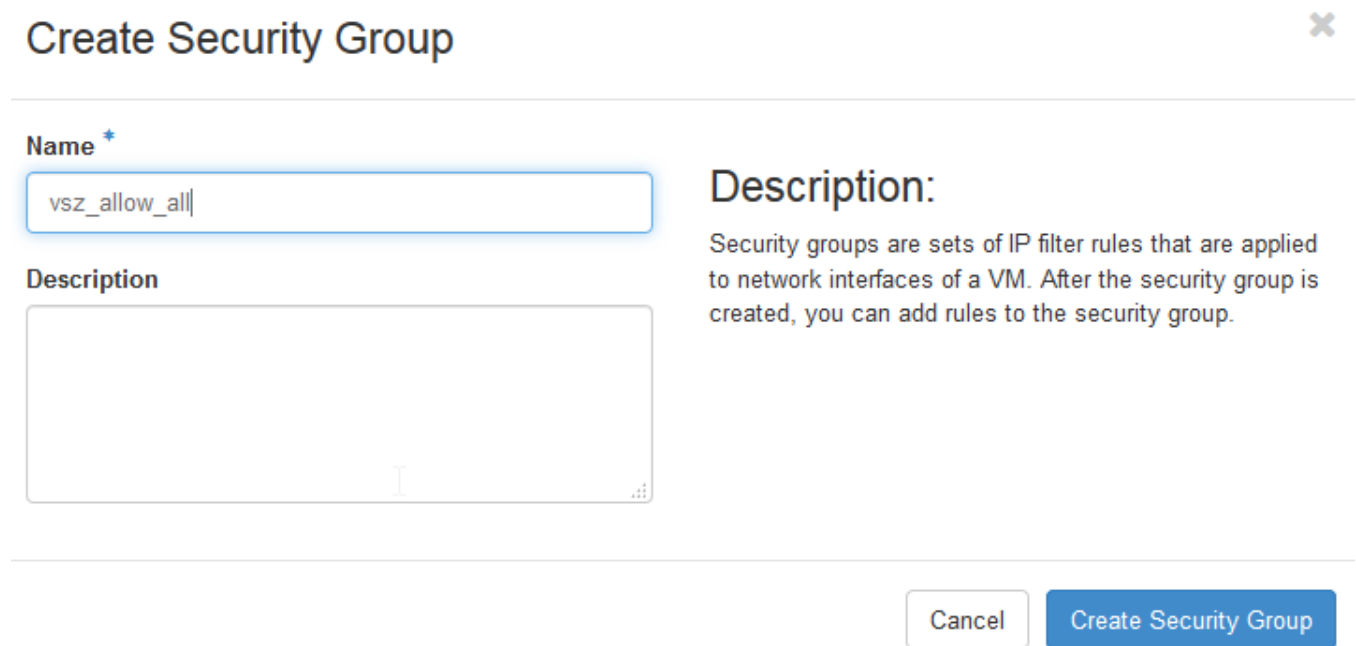 Create Security Group
✖
Name *
vsz_allow_all
Description
Description:
Security groups are sets of IP filter rules that are applied
to network interfaces of a VM. After the security group is
created, you can add rules to the security group.
Cancel
Create Security Group